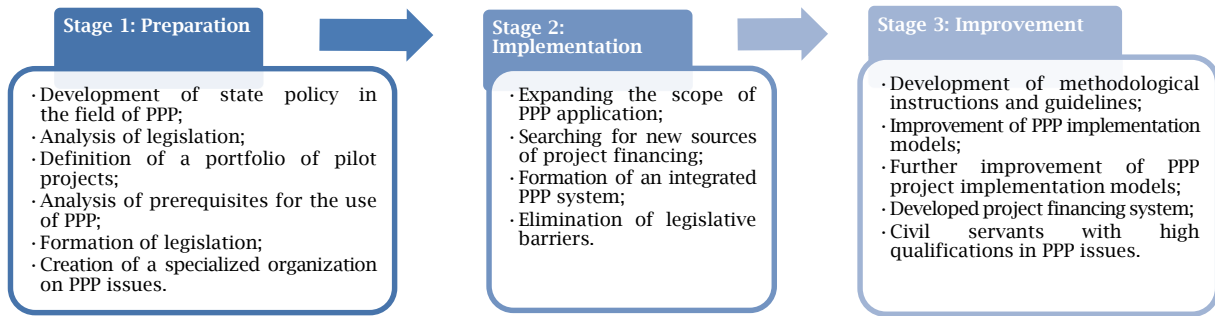 Stage 1: Preparation
· Development of state policy in
the field of PPP;
· Analysis of legislation;
· Definition of a portfolio of pilot
projects;
· Analysis of prerequisites for the use
of PPP;
· Formation of legislation;
· Creation of a specialized organization
on PPP issues.
Stage 2:
Implementation
· Expanding the scope of
PPP application;
· Searching for new sources
of project financing;
· Formation of an integrated
PPP system;
· Elimination of legislative
barriers.
Stage 3: Improvement
· Development of methodological
instructions and guidelines;
· Improvement of PPP implementation
models;
· Further improvement of PPP
project implementation models;
· Developed project financing system;
· Civil servants with high
qualifications in PPP issues.